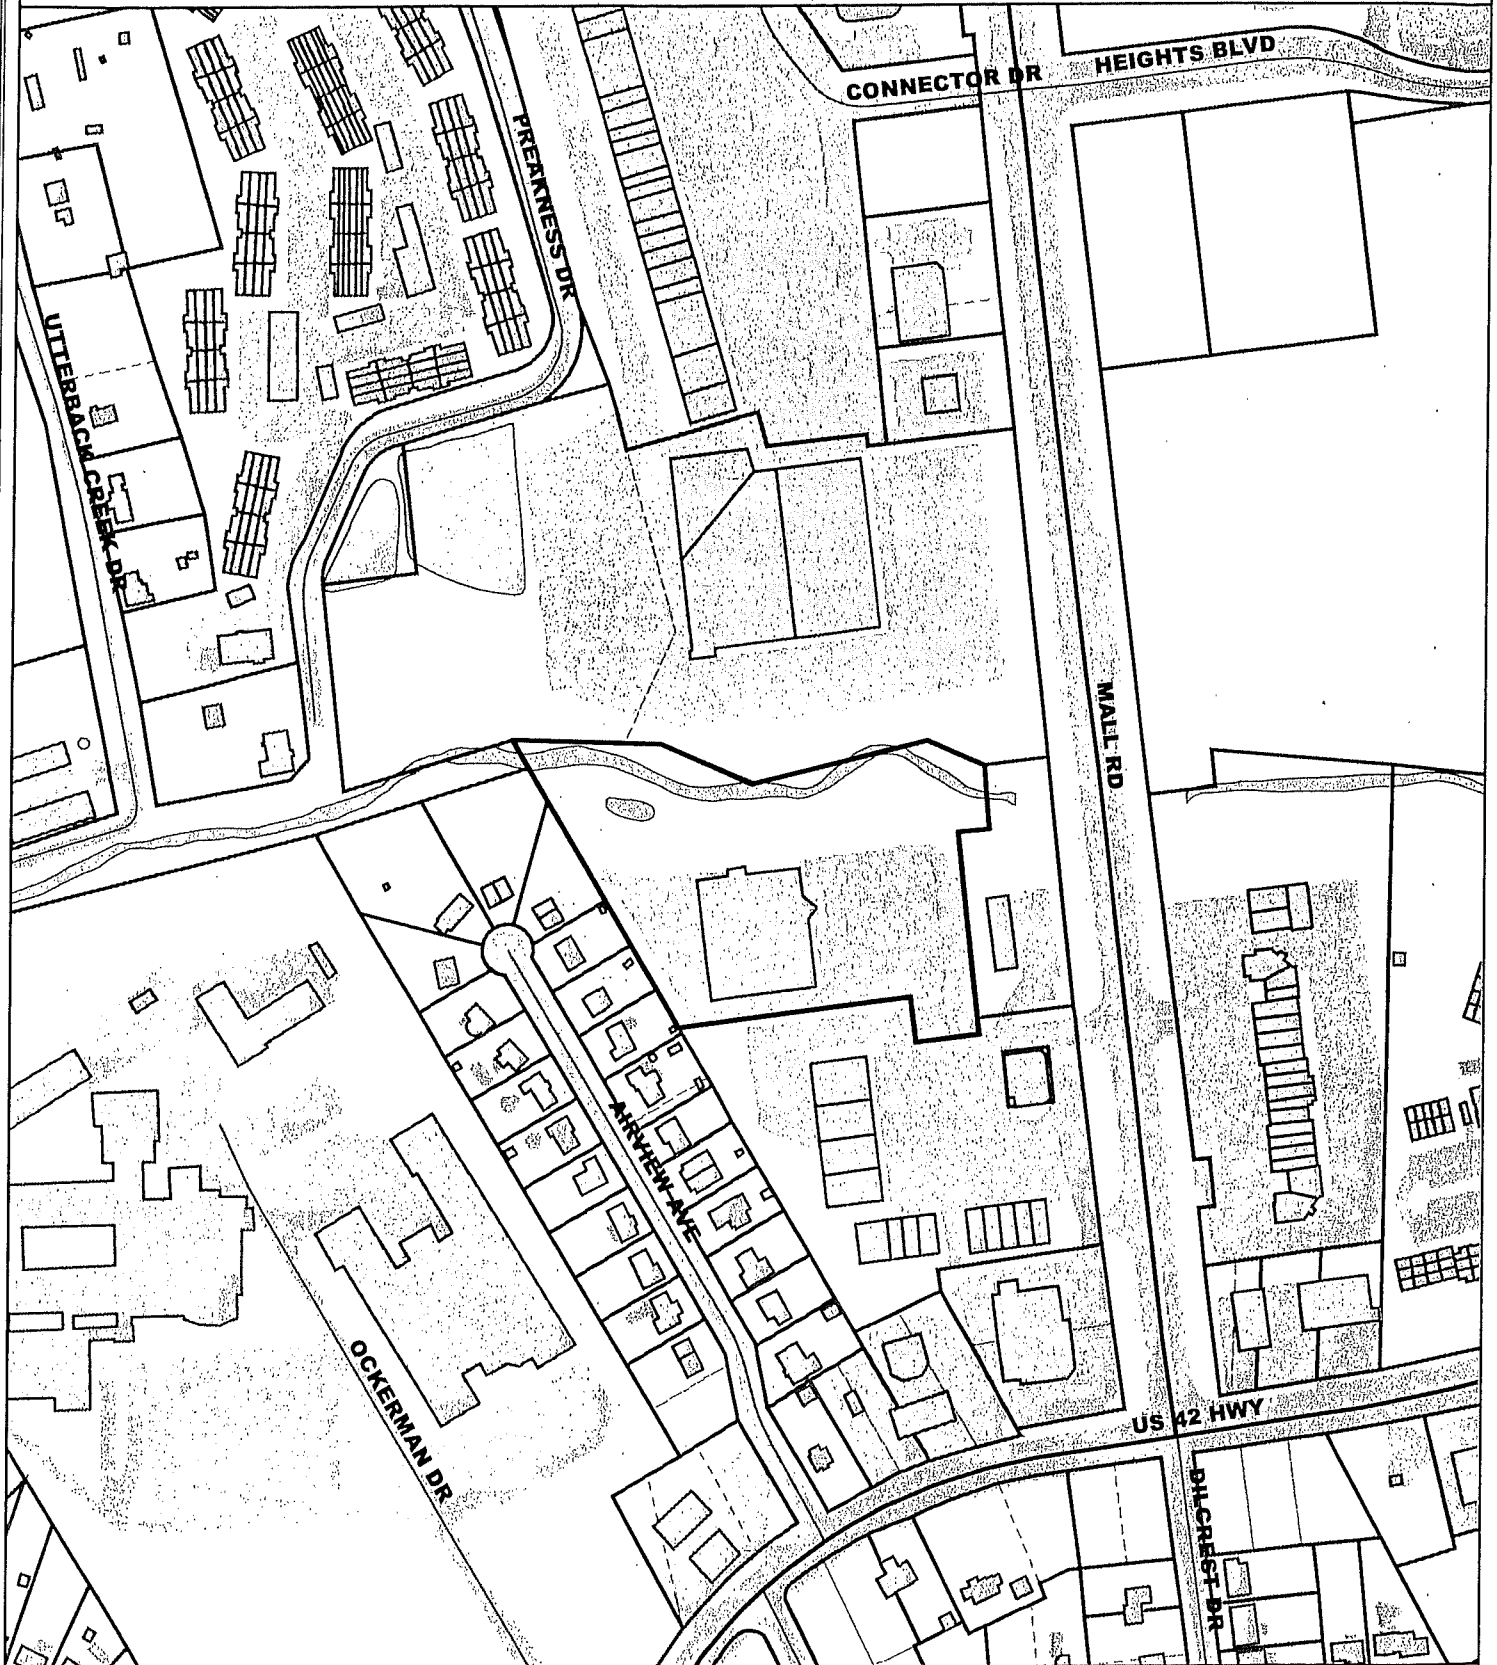 CONNECTOR DR
HEIGHTS BLVD
PREAKNESS DR
UTTERBACK CREEK DR
MALL RD
AIRVIEW AVE
OCKERMAN DR
US 42 HWY
DILCREST DR